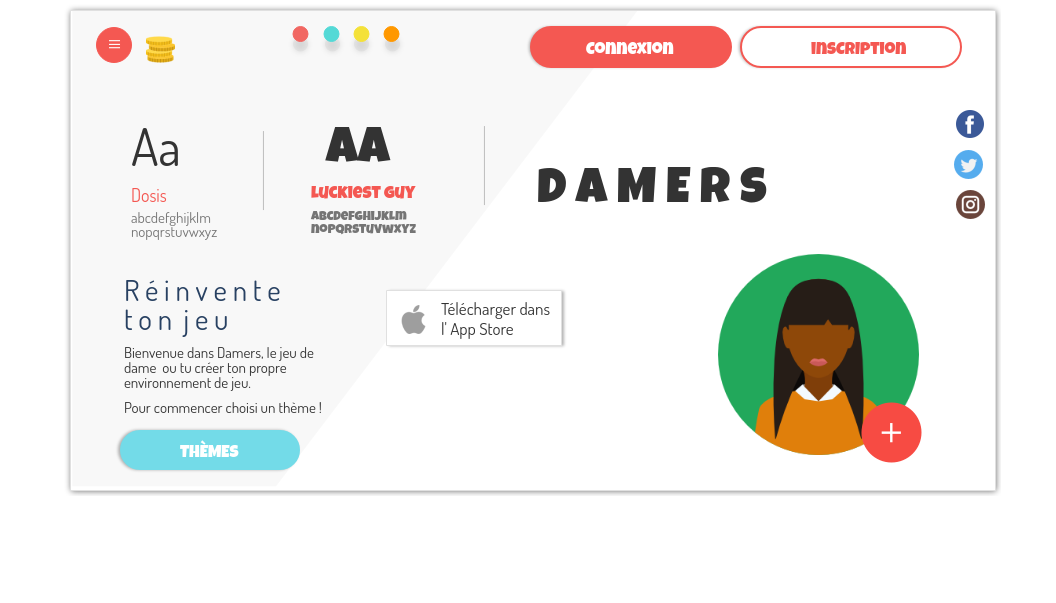 connexion
Inscription
Aa
Dosis
abcdefghijklm
nopqrstuvwxyz
AA
Luckiest Guy
ABCDEFGHIJKLM
NOPQRSTUVWXYZ
DAMERS
Réinvente
ton jeu
Bienvenue dans Damers, le jeu de
dame ou tu créer ton propre
environnement de jeu.
Pour commencer choisi un thème !
THÈMES
Télécharger dans
l' App Store